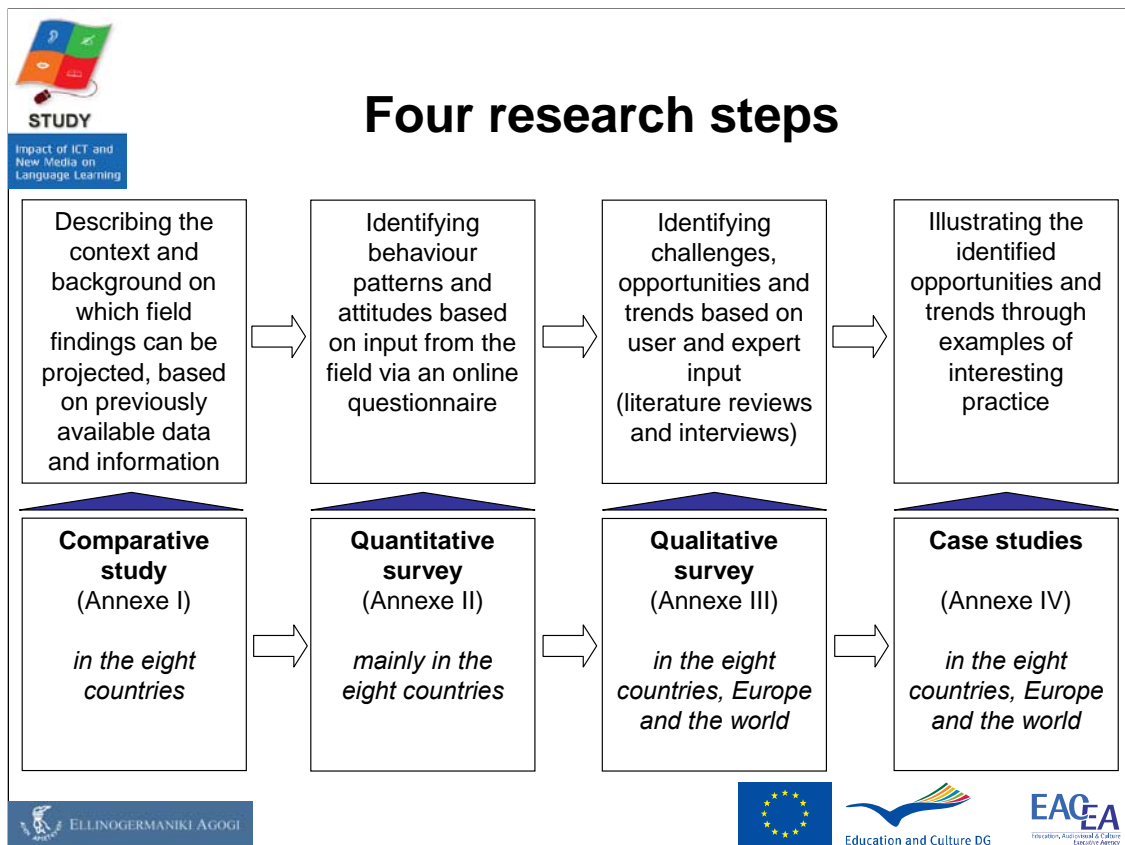 STUDY
Impact of ICT and
New Media on
Language Learning
Four research steps
Describing the
context and
background on
which field
findings can be
projected, based
on previously
available data
and information
Identifying
behaviour
patterns and
attitudes based
on input from the
field via an online
questionnaire
Identifying
challenges,
opportunities and
trends based on
user and expert
input
(literature reviews
and interviews)
Illustrating the
identified
opportunities and
trends through
examples of
interesting
practice
Comparative
study
(Annexe I)
in the eight
countries
Quantitative
survey
(Annexe II)
mainly in the
eight countries
Qualitative
survey
(Annexe III)
in the eight
countries, Europe
and the world
Case studies
(Annexe IV)
in the eight
countries, Europe
and the world
ELLINOGERMANIKI AGOGI
Education and Culture DG
EACEA
Education, Audiovisual & Culture
Executive Agency